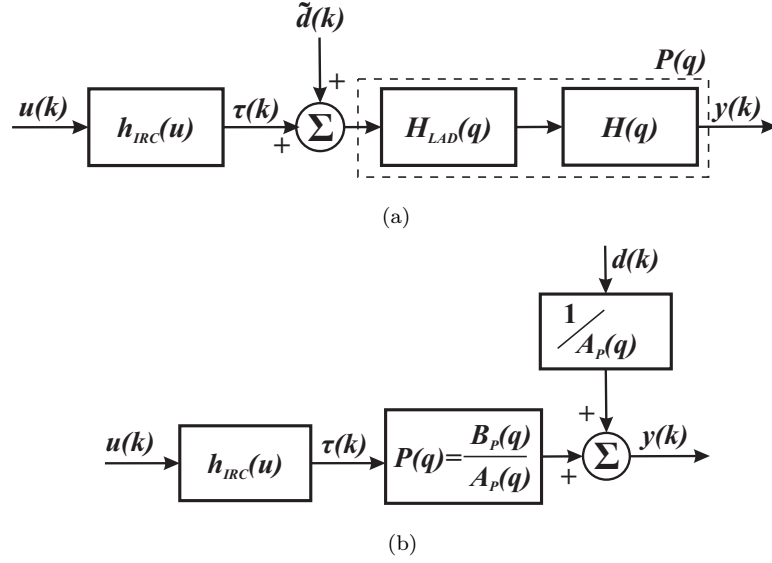 d̃(k)
P(q)
u(k)
h_IRC(u)
τ(k)
+
+
Σ
H_LAD(q)
H(q)
y(k)
(a)
d(k)
1/A_P(q)
+
u(k)
h_IRC(u)
τ(k)
P(q)=B_P(q)/A_P(q)
+
Σ
y(k)
(b)